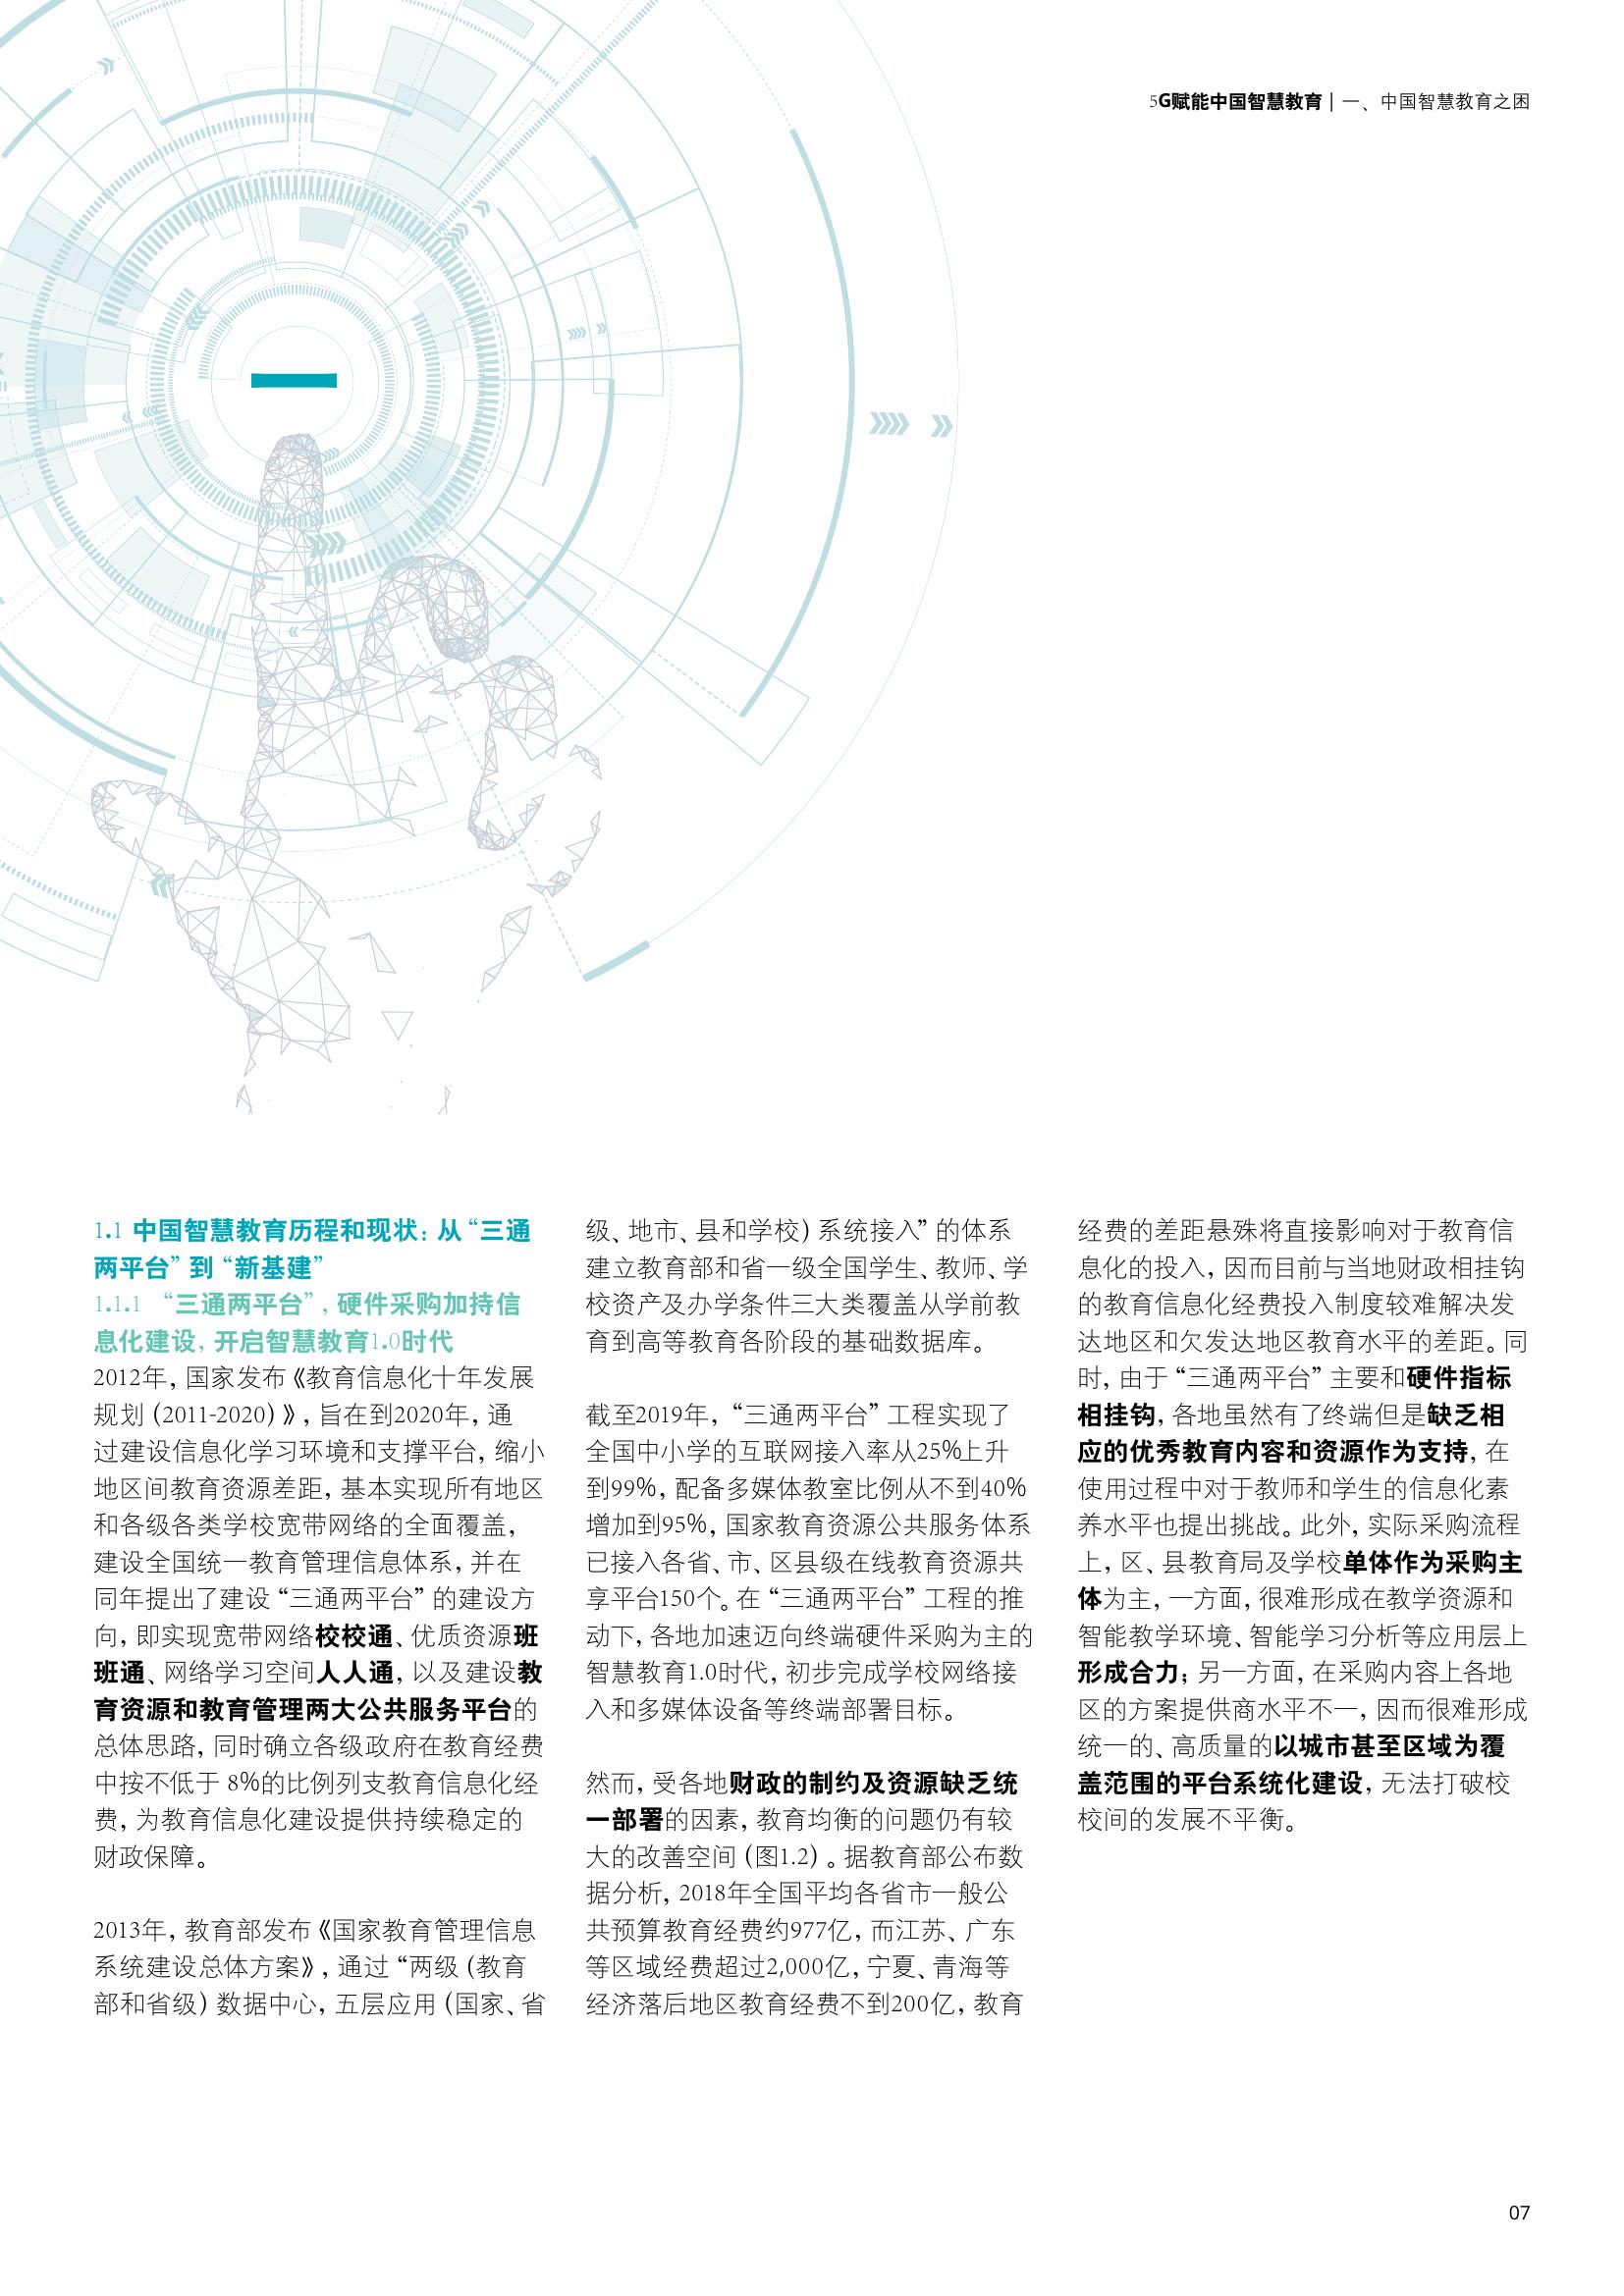 5G赋能中国智慧教育 | 一、中国智慧教育之困
一
1.1 中国智慧教育历程和现状：从“三通
两平台”到“新基建”
1.1.1 “三通两平台”，硬件采购加持信
息化建设，开启智慧教育1.0时代
2012年，国家发布《教育信息化十年发展
规划（2011-2020）》，旨在到2020年，通
过建设信息化学习环境和支撑平台，缩小
地区间教育资源差距，基本实现所有地区
和各级各类学校宽带网络的全面覆盖，
建设全国统一教育管理信息体系，并在
同年提出了建设“三通两平台”的建设方
向，即实现宽带网络校校通、优质资源班
班通、网络学习空间人人通，以及建设教
育资源和教育管理两大公共服务平台的
总体思路，同时确立各级政府在教育经费
中按不低于 8%的比例列支教育信息化经
费，为教育信息化建设提供持续稳定的
财政保障。
2013年，教育部发布《国家教育管理信息
系统建设总体方案》，通过“两级（教育
部和省级）数据中心，五层应用（国家、省
级、地市、县和学校）系统接入”的体系
建立教育部和省一级全国学生、教师、学
校资产及办学条件三大类覆盖从学前教
育到高等教育各阶段的基础数据库。
截至2019年，“三通两平台”工程实现了
全国中小学的互联网接入率从25%上升
到99%，配备多媒体教室比例从不到40%
增加到95%，国家教育资源公共服务体系
已接入各省、市、区县级在线教育资源共
享平台150个。在“三通两平台”工程的推
动下，各地加速迈向终端硬件采购为主的
智慧教育1.0时代，初步完成学校网络接
入和多媒体设备等终端部署目标。
然而，受各地财政的制约及资源缺乏统
一部署的因素，教育均衡的问题仍有较
大的改善空间（图1.2）。据教育部公布数
据分析，2018年全国平均各省市一般公
共预算教育经费约977亿，而江苏、广东
等区域经费超过2,000亿，宁夏、青海等
经济落后地区教育经费不到200亿，教育
经费的差距悬殊将直接影响对于教育信
息化的投入，因而目前与当地财政相挂钩
的教育信息化经费投入制度较难解决发
达地区和欠发达地区教育水平的差距。同
时，由于“三通两平台”主要和硬件指标
相挂钩，各地虽然有了终端但是缺乏相
应的优秀教育内容和资源作为支持，在
使用过程中对于教师和学生的信息化素
养水平也提出挑战。此外，实际采购流程
上，区、县教育局及学校单体作为采购主
体为主，一方面，很难形成在教学资源和
智能教学环境、智能学习分析等应用层上
形成合力；另一方面，在采购内容上各地
区的方案提供商水平不一，因而很难形成
统一的、高质量的以城市甚至区域为覆
盖范围的平台系统化建设，无法打破校
校间的发展不平衡。
07